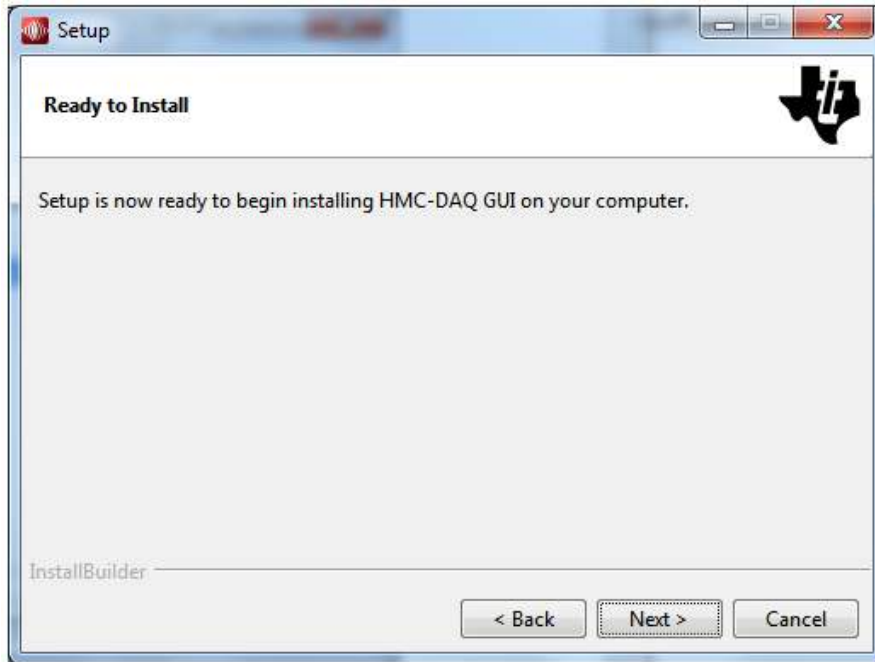 Setup
Ready to Install
Setup is now ready to begin installing HMC-DAQ GUI on your computer.
InstallBuilder
< Back
Next >
Cancel